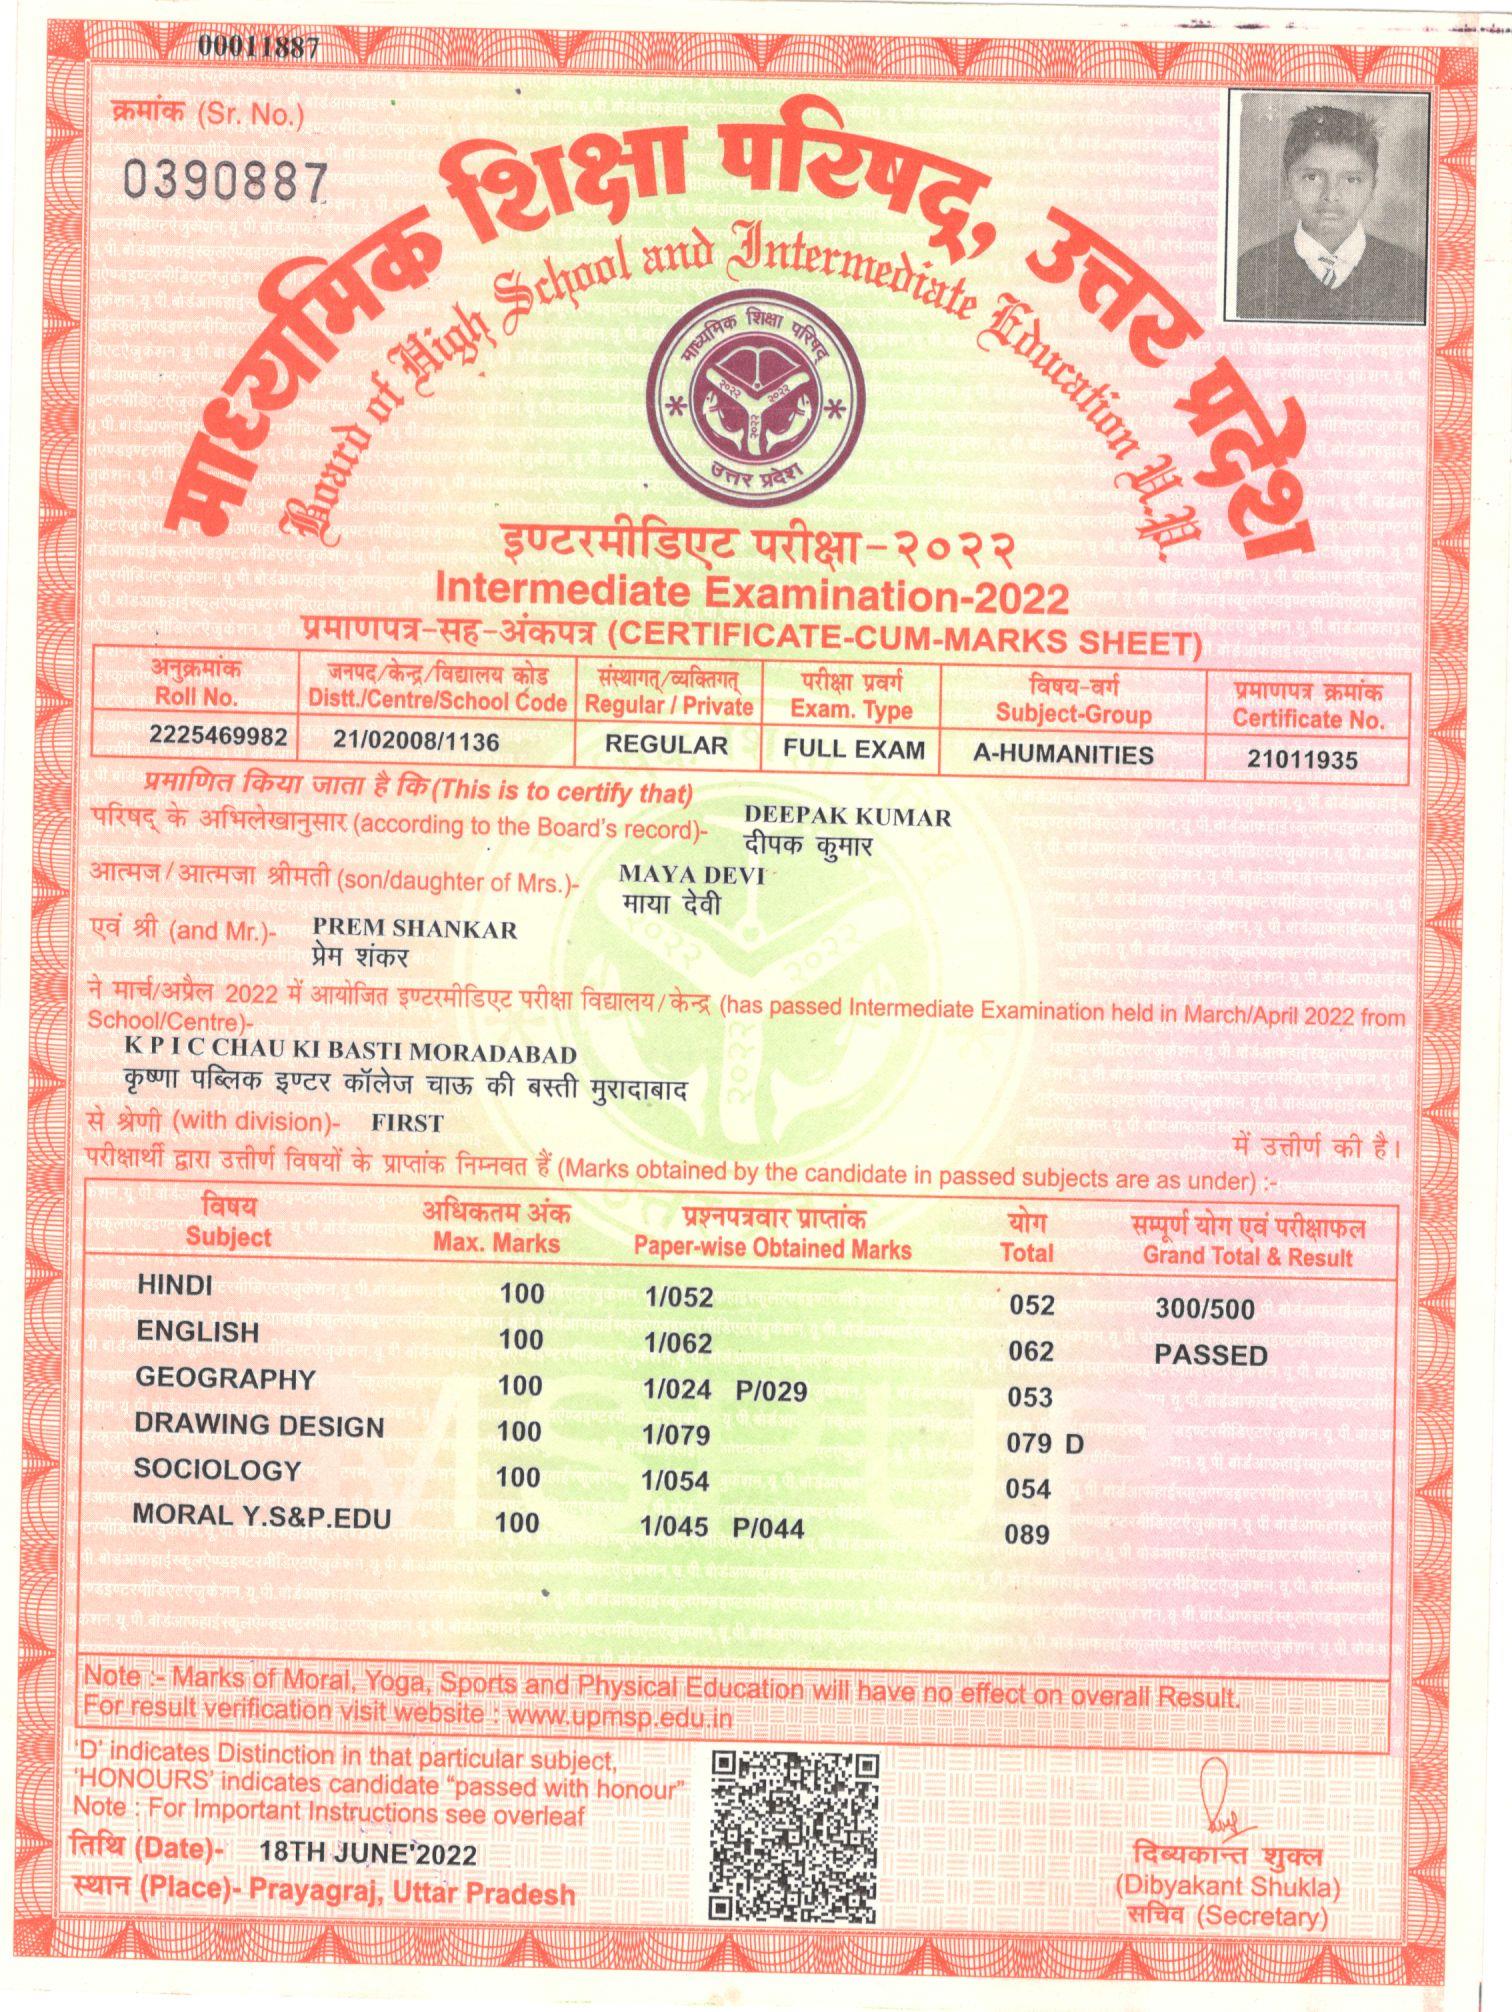 00011887
क्रमांक (Sr. No.)
0390887
माध्यमिक शिक्षा परिषद्, उत्तर प्रदेश
Board of High School and Intermediate Education U.P.
माध्यमिक शिक्षा परिषद्
२०२२ २०२२
२०२२
उत्तर प्रदेश
इण्टरमीडिएट परीक्षा-२०२२
Intermediate Examination-2022
प्रमाणपत्र-सह-अंकपत्र (CERTIFICATE-CUM-MARKS SHEET)
अनुक्रमांक जनपद/केन्द्र/विद्यालय कोड संस्थागत्/व्यक्तिगत् परीक्षा प्रवर्ग विषय-वर्ग प्रमाणपत्र क्रमांक
Roll No. Distt./Centre/School Code Regular / Private Exam. Type Subject-Group Certificate No.
2225469982 21/02008/1136 REGULAR FULL EXAM A-HUMANITIES 21011935
प्रमाणित किया जाता है कि (This is to certify that)
परिषद् के अभिलेखानुसार (according to the Board's record)- DEEPAK KUMAR
दीपक कुमार
आत्मज/आत्मजा श्रीमती (son/daughter of Mrs.)- MAYA DEVI
माया देवी
एवं श्री (and Mr.)- PREM SHANKAR
प्रेम शंकर
ने मार्च/अप्रैल 2022 में आयोजित इण्टरमीडिएट परीक्षा विद्यालय/केन्द्र (has passed Intermediate Examination held in March/April 2022 from
School/Centre)-
K P I C CHAU KI BASTI MORADABAD
कृष्णा पब्लिक इण्टर कॉलेज चाऊ की बस्ती मुरादाबाद
से श्रेणी (with division)- FIRST
में उत्तीर्ण की है।
परीक्षार्थी द्वारा उत्तीर्ण विषयों के प्राप्तांक निम्नवत हैं (Marks obtained by the candidate in passed subjects are as under) :-
विषय अधिकतम अंक प्रश्नपत्रवार प्राप्तांक योग सम्पूर्ण योग एवं परीक्षाफल
Subject Max. Marks Paper-wise Obtained Marks Total Grand Total & Result
HINDI 100 1/052 052 300/500
ENGLISH 100 1/062 062 PASSED
GEOGRAPHY 100 1/024 P/029 053
DRAWING DESIGN 100 1/079 079 D
SOCIOLOGY 100 1/054 054
MORAL Y.S&P.EDU 100 1/045 P/044 089
Note :- Marks of Moral, Yoga, Sports and Physical Education will have no effect on overall Result.
For result verification visit website : www.upmsp.edu.in
'D' indicates Distinction in that particular subject,
'HONOURS' indicates candidate "passed with honour"
Note : For Important Instructions see overleaf
तिथि (Date)- 18TH JUNE'2022
स्थान (Place)- Prayagraj, Uttar Pradesh
दिब्यकान्त शुक्ल
(Dibyakant Shukla)
सचिव (Secretary)